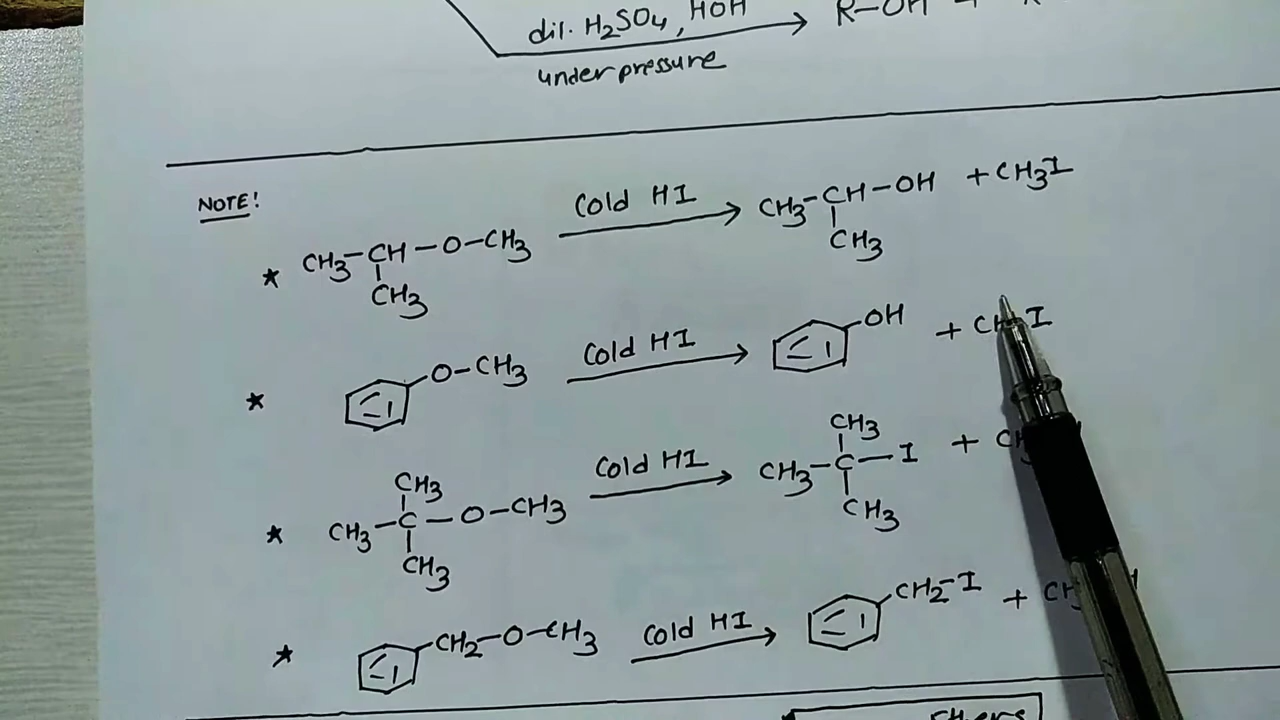 dil. H2SO4, HOH → R-OH +
under pressure
NOTE!
CH3-CH-O-CH3 Cold HI → CH3-CH-OH + CH3I
CH3 CH3
O-CH3 Cold HI → OH + I
CH3 CH3
CH3-C-O-CH3 Cold HI → CH3-C-I +
CH3 CH3
CH2-O-CH3 Cold HI → CH2-I +